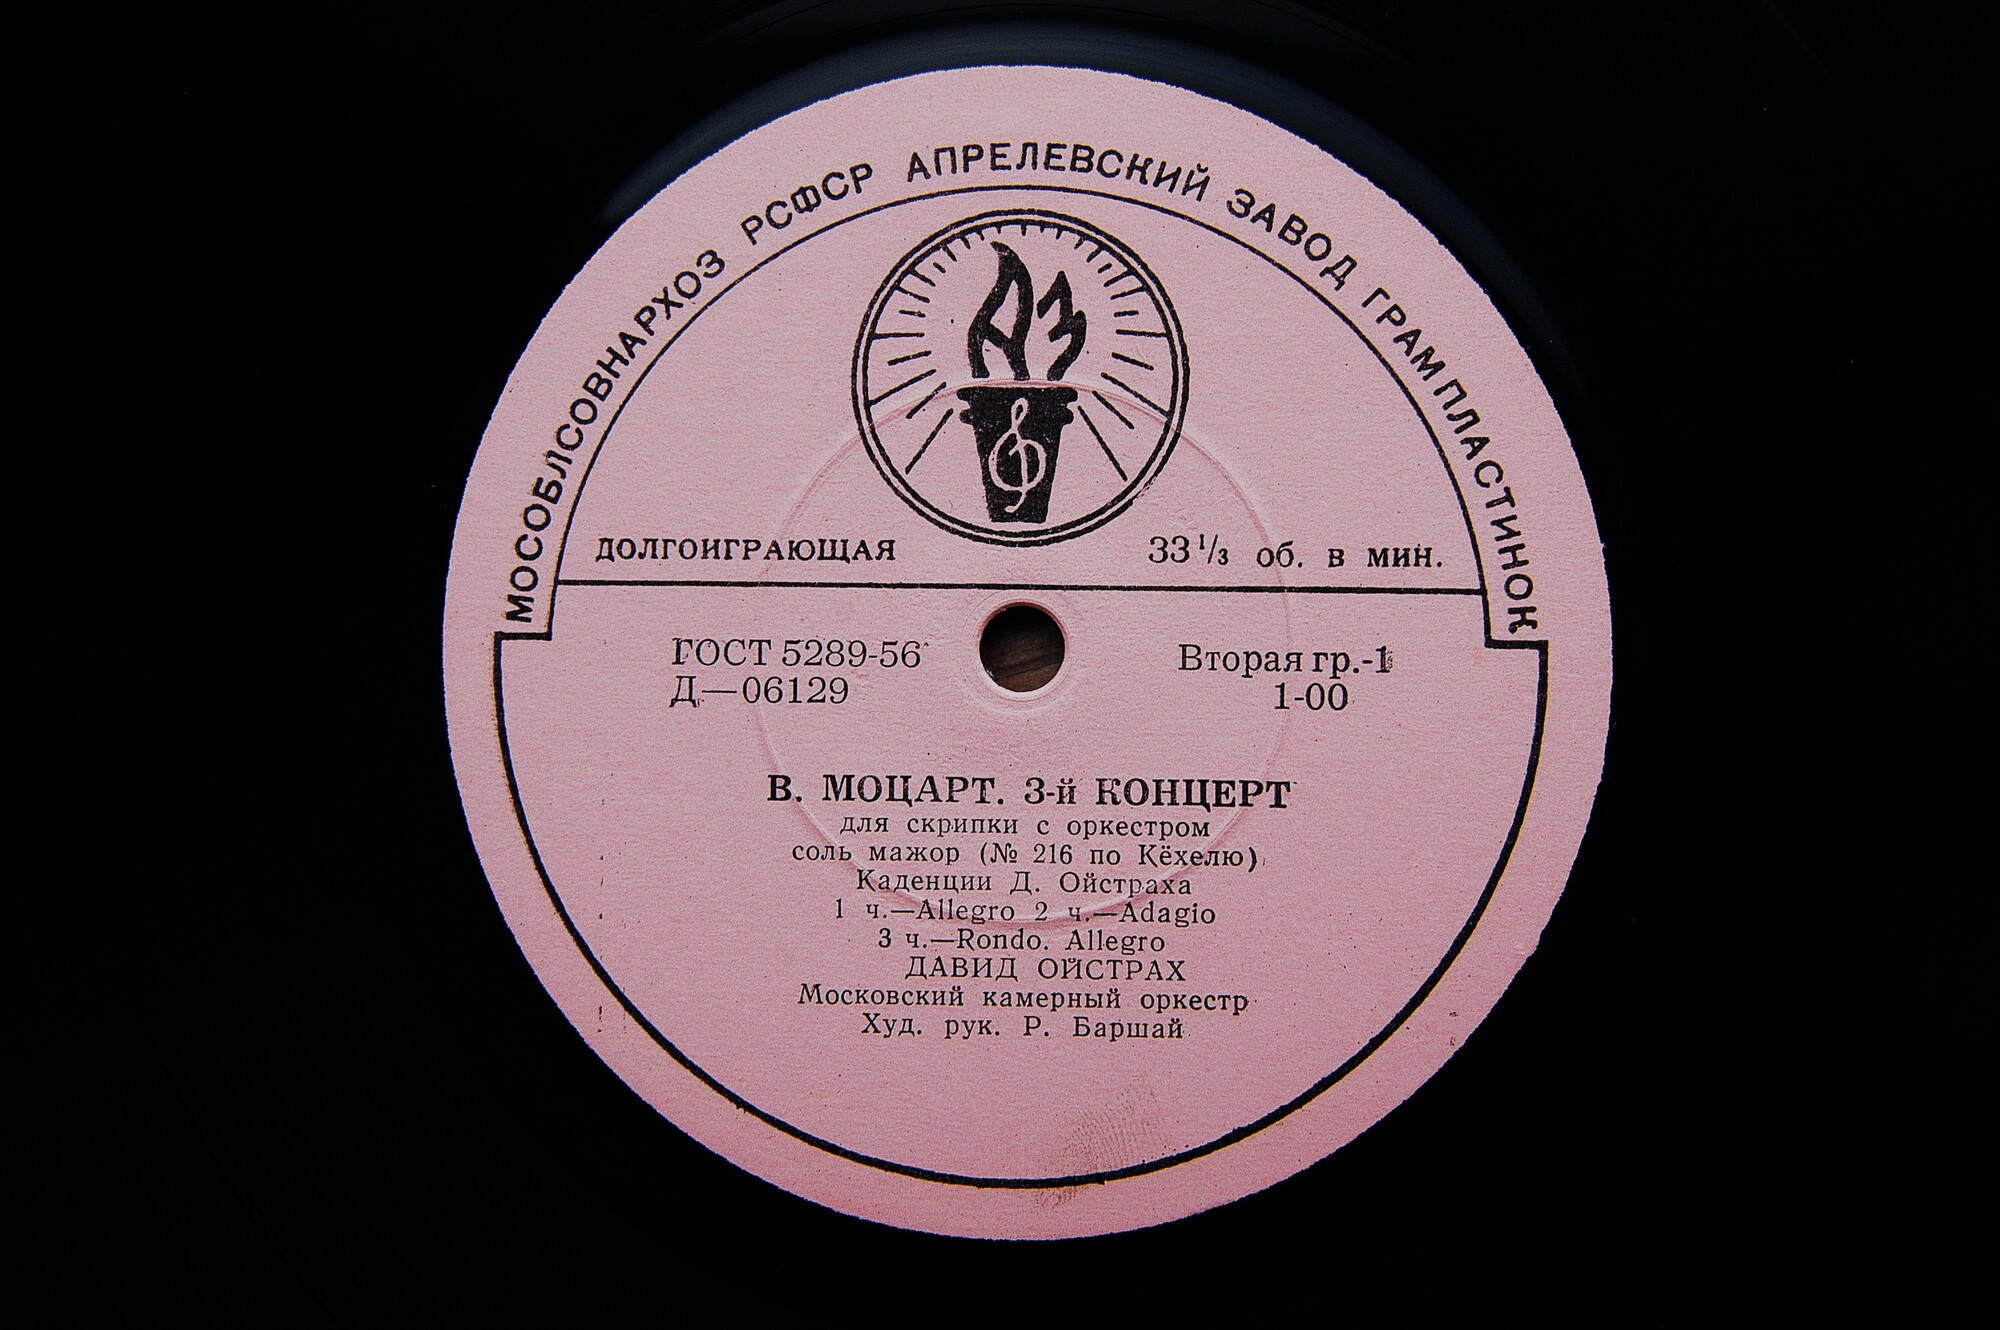 МОСОБЛСОВНАРХОЗ РСФСР АПРЕЛЕВСКИЙ ЗАВОД ГРАМПЛАСТИНОК
АЗ
ДОЛГОИГРАЮЩАЯ 33 1/3 об. в мин.
ГОСТ 5289-56 Вторая гр.-1
Д—06129 1-00
В. МОЦАРТ. 3-й КОНЦЕРТ
для скрипки с оркестром
соль мажор (№ 216 по Кёхелю)
Каденции Д. Ойстраха
1 ч.—Allegro 2 ч.—Adagio
3 ч.—Rondo. Allegro
ДАВИД ОЙСТРАХ
Московский камерный оркестр
Худ. рук. Р. Баршай